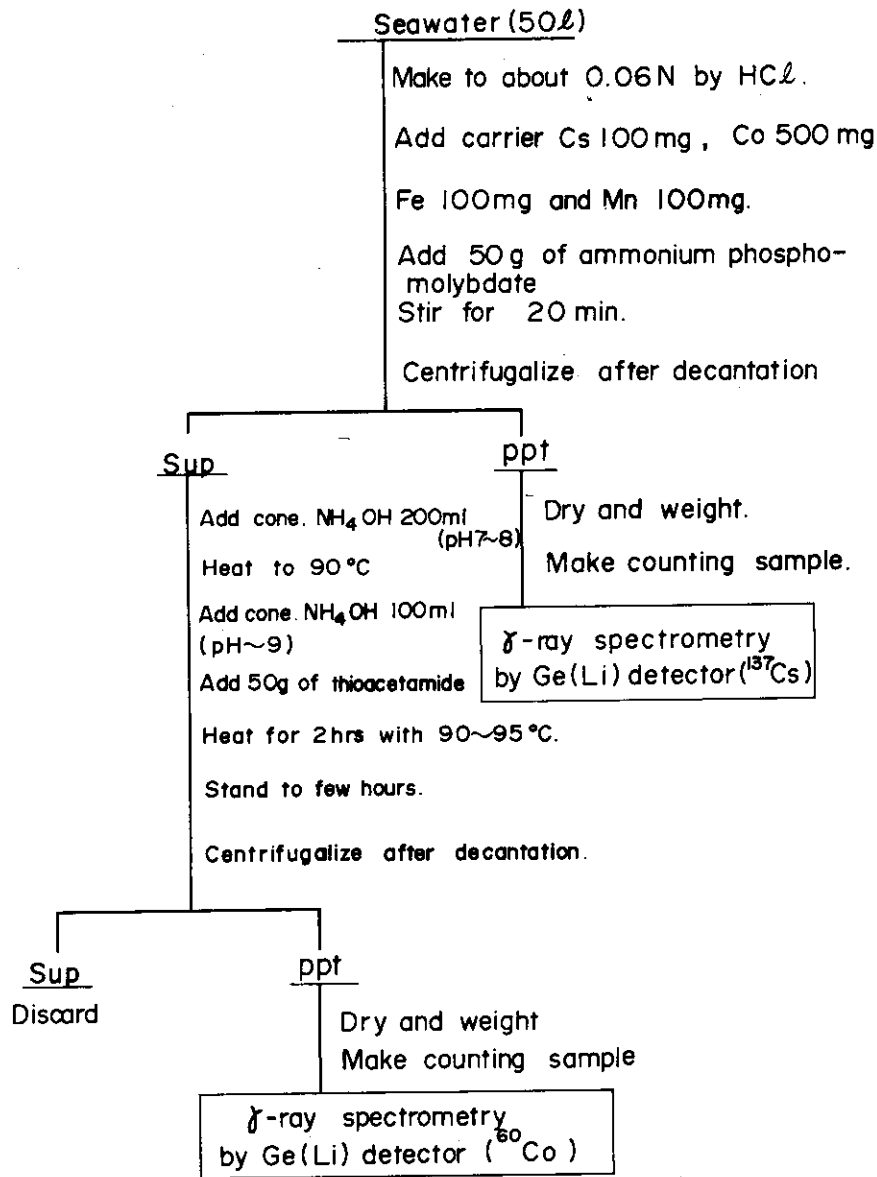 Seawater (50ℓ)
Make to about 0.06N by HCℓ.
Add carrier Cs 100mg , Co 500mg
Fe 100mg and Mn 100mg.
Add 50g of ammonium phospho-
molybdate
Stir for 20 min.
Centrifugalize after decantation
Sup
Add cone. NH₄OH 200ml
(pH7~8)
Heat to 90°C
Add cone. NH₄OH 100ml
(pH~9)
Add 50g of thioacetamide
Heat for 2hrs with 90~95°C.
Stand to few hours.
Centrifugalize after decantation.
ppt
Dry and weight.
Make counting sample.
γ-ray spectrometry
by Ge(Li) detector (¹³⁷Cs)
Sup
Discard
ppt
Dry and weight
Make counting sample
γ-ray spectrometry
by Ge(Li) detector (⁶⁰Co)